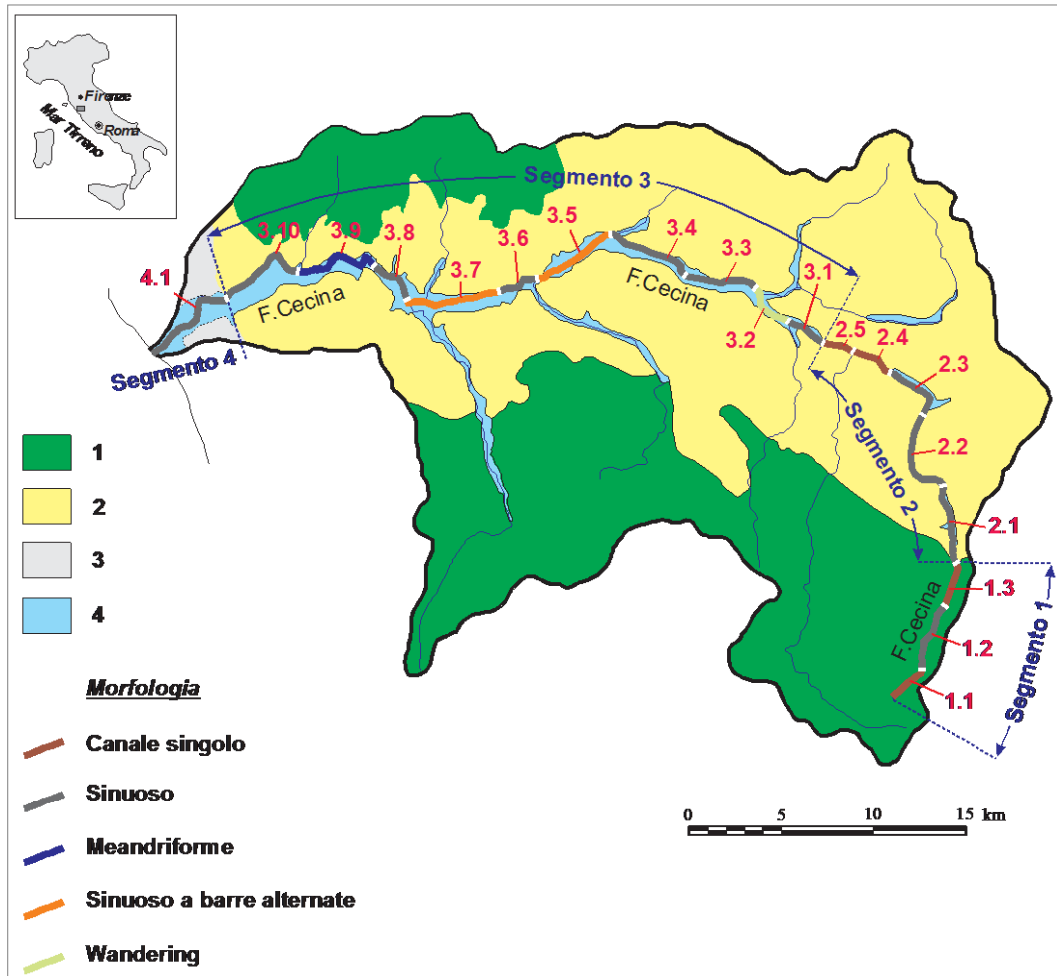 Firenze
Roma
Mar Tirreno
Segmento 3
3.10
3.9
3.8
3.7
3.6
3.5
3.4
3.3
3.2
3.1
4.1
F.Cecina
F.Cecina
Segmento 4
2.5
2.4
2.3
2.2
2.1
Segmento 2
1.3
1.2
1.1
F.Cecina
Segmento 1
1
2
3
4
Morfologia
Canale singolo
Sinuoso
Meandriforme
Sinuoso a barre alternate
Wandering
0 5 10 15 km